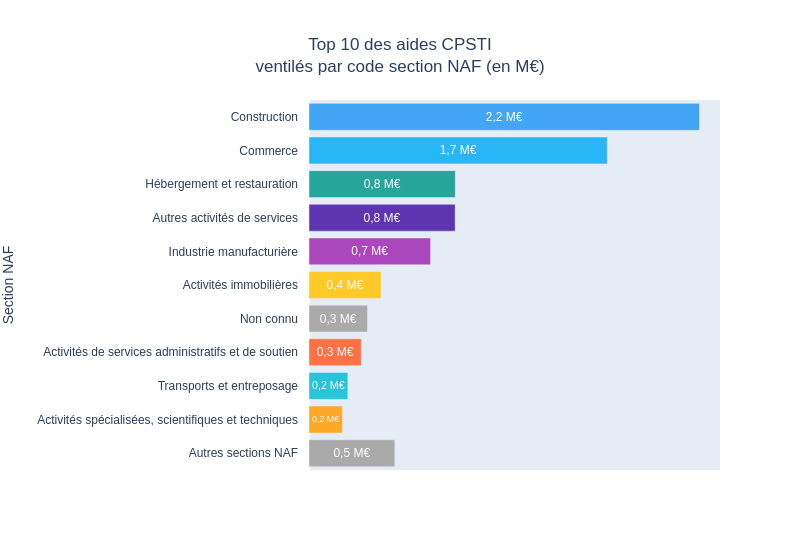 Top 10 des aides CPSTI
ventilés par code section NAF (en M€)
Section NAF
Construction 2,2 M€
Commerce 1,7 M€
Hébergement et restauration 0,8 M€
Autres activités de services 0,8 M€
Industrie manufacturière 0,7 M€
Activités immobilières 0,4 M€
Non connu 0,3 M€
Activités de services administratifs et de soutien 0,3 M€
Transports et entreposage 0,2 M€
Activités spécialisées, scientifiques et techniques 0,2 M€
Autres sections NAF 0,5 M€